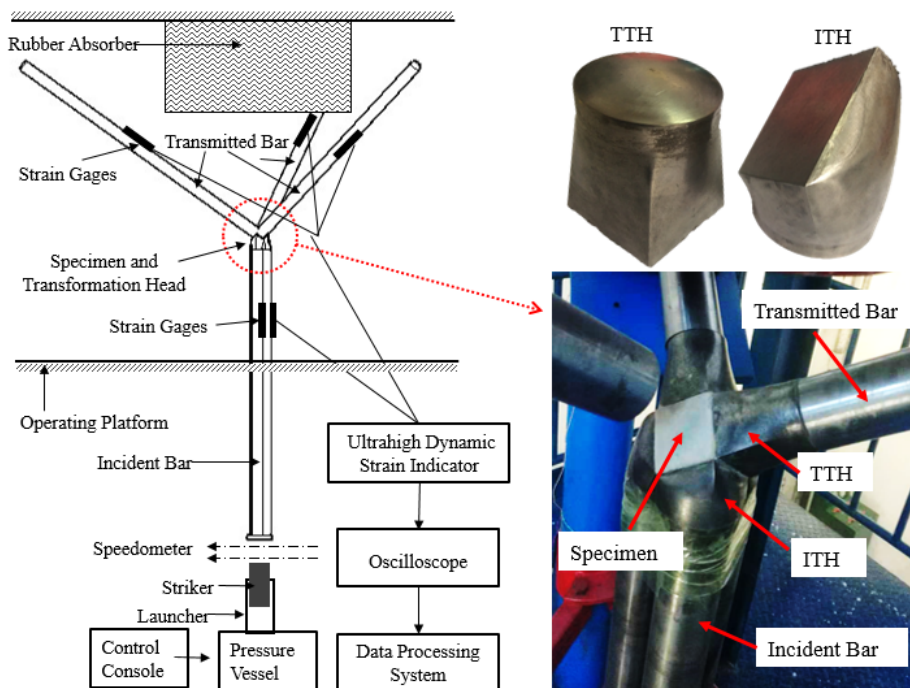 Rubber Absorber
Transmitted Bar
Strain Gages
Specimen and
Transformation Head
Strain Gages
Operating Platform
Incident Bar
Ultrahigh Dynamic
Strain Indicator
Speedometer
Oscilloscope
Striker
Launcher
Control
Console
Pressure
Vessel
Data Processing
System
TTH
ITH
Transmitted Bar
TTH
Specimen
ITH
Incident Bar